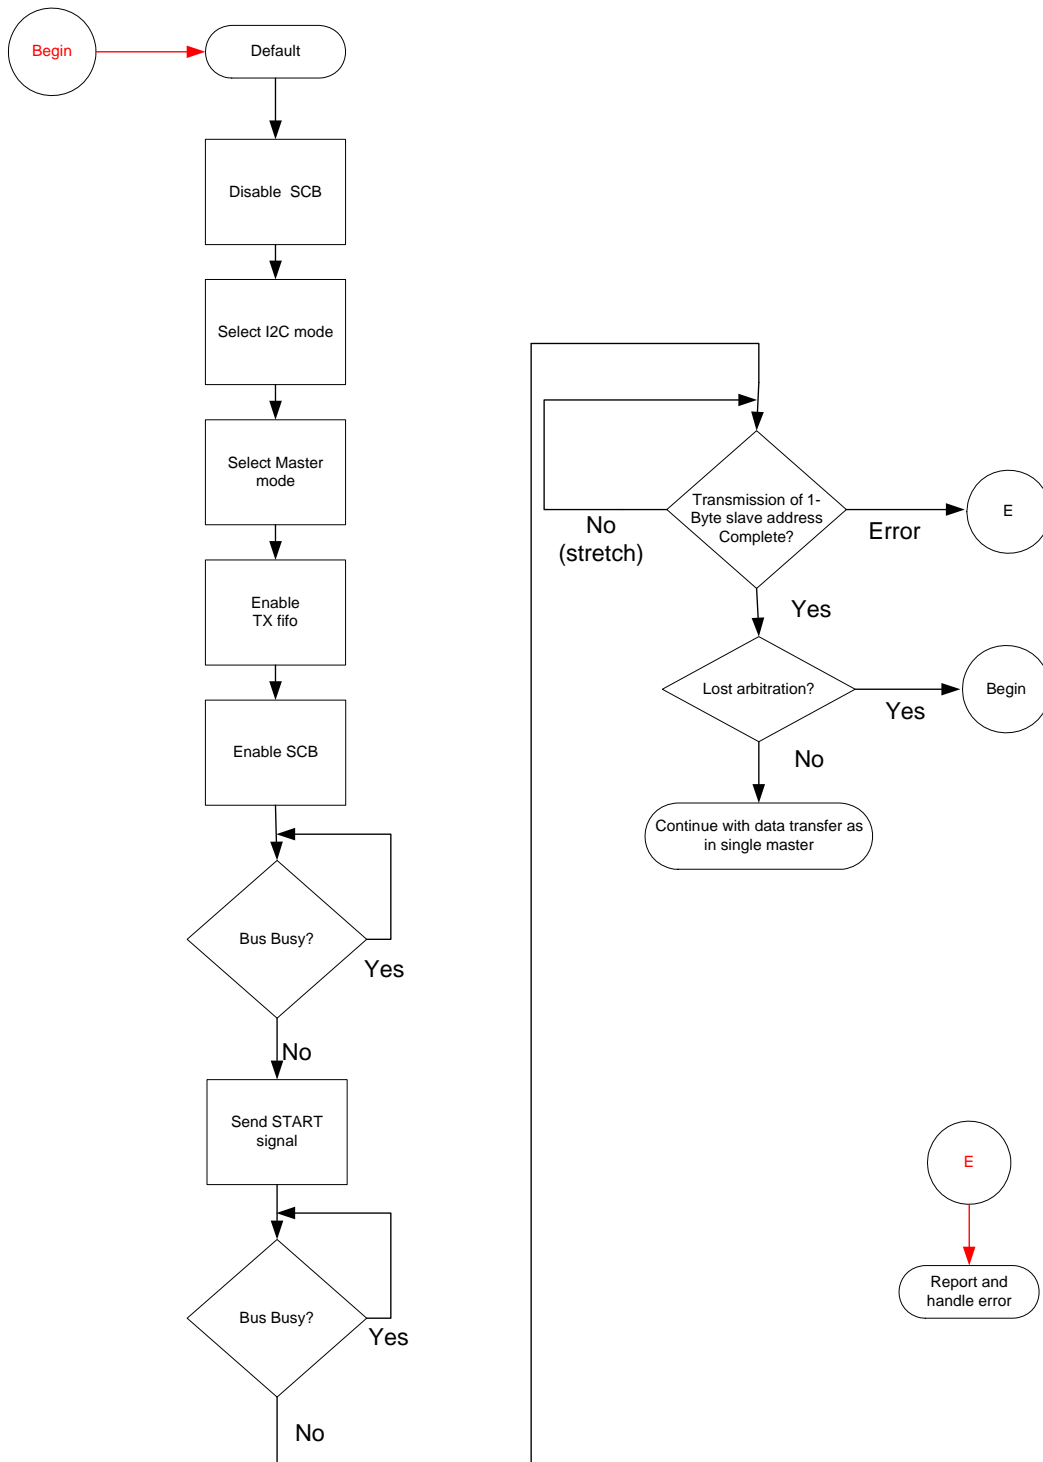 Begin
Default
Disable  SCB
Select I2C mode
Select Master
mode
Enable
TX fifo
Enable SCB
Bus Busy?
Yes
No
Send START
signal
Bus Busy?
Yes
No
Transmission of 1-
Byte slave address
Complete?
No
(stretch)
Error
E
Yes
Lost arbitration?
Yes
Begin
No
Continue with data transfer as
in single master
E
Report and
handle error